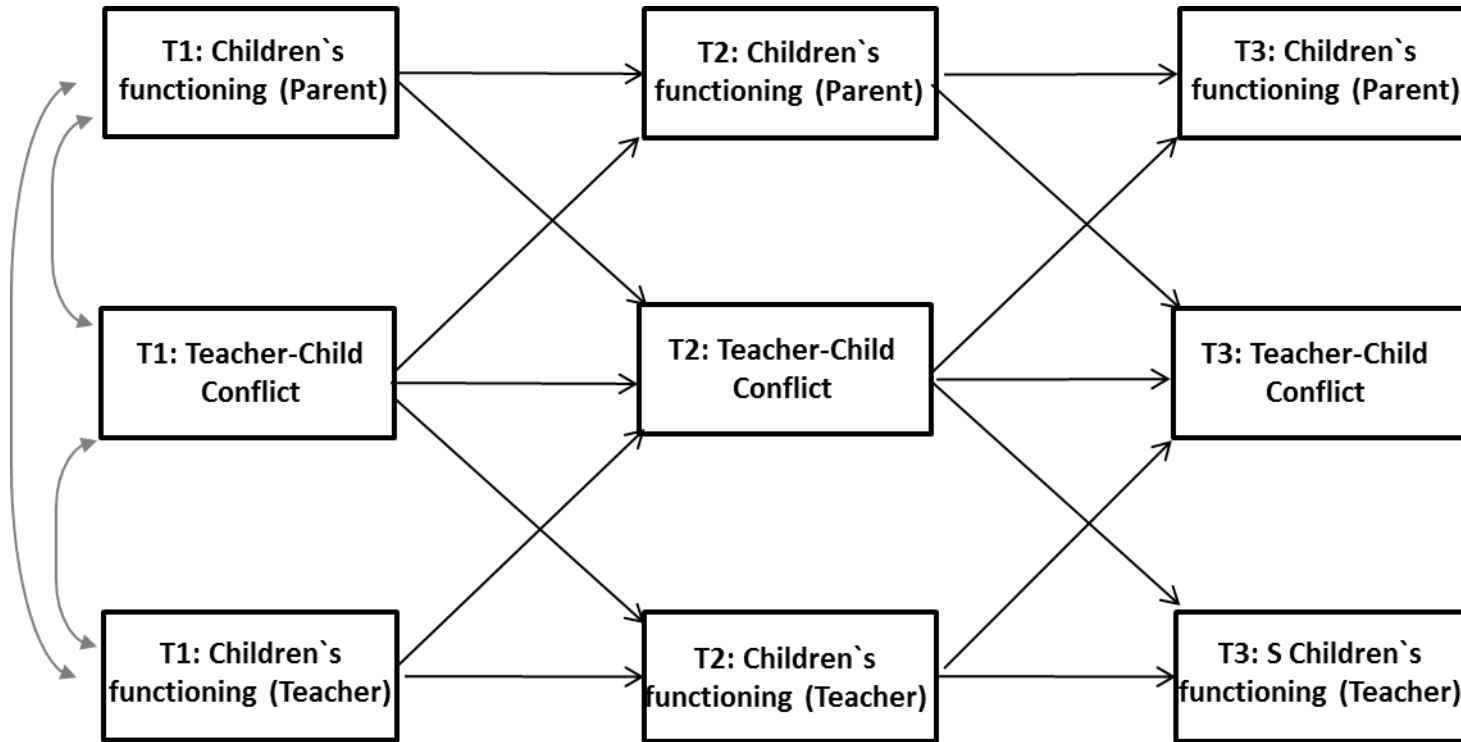 T1: Children`s
functioning (Parent)
T2: Children`s
functioning (Parent)
T3: Children`s
functioning (Parent)
T1: Teacher-Child
Conflict
T2: Teacher-Child
Conflict
T3: Teacher-Child
Conflict
T1: Children`s
functioning (Teacher)
T2: Children`s
functioning (Teacher)
T3: S Children`s
functioning (Teacher)